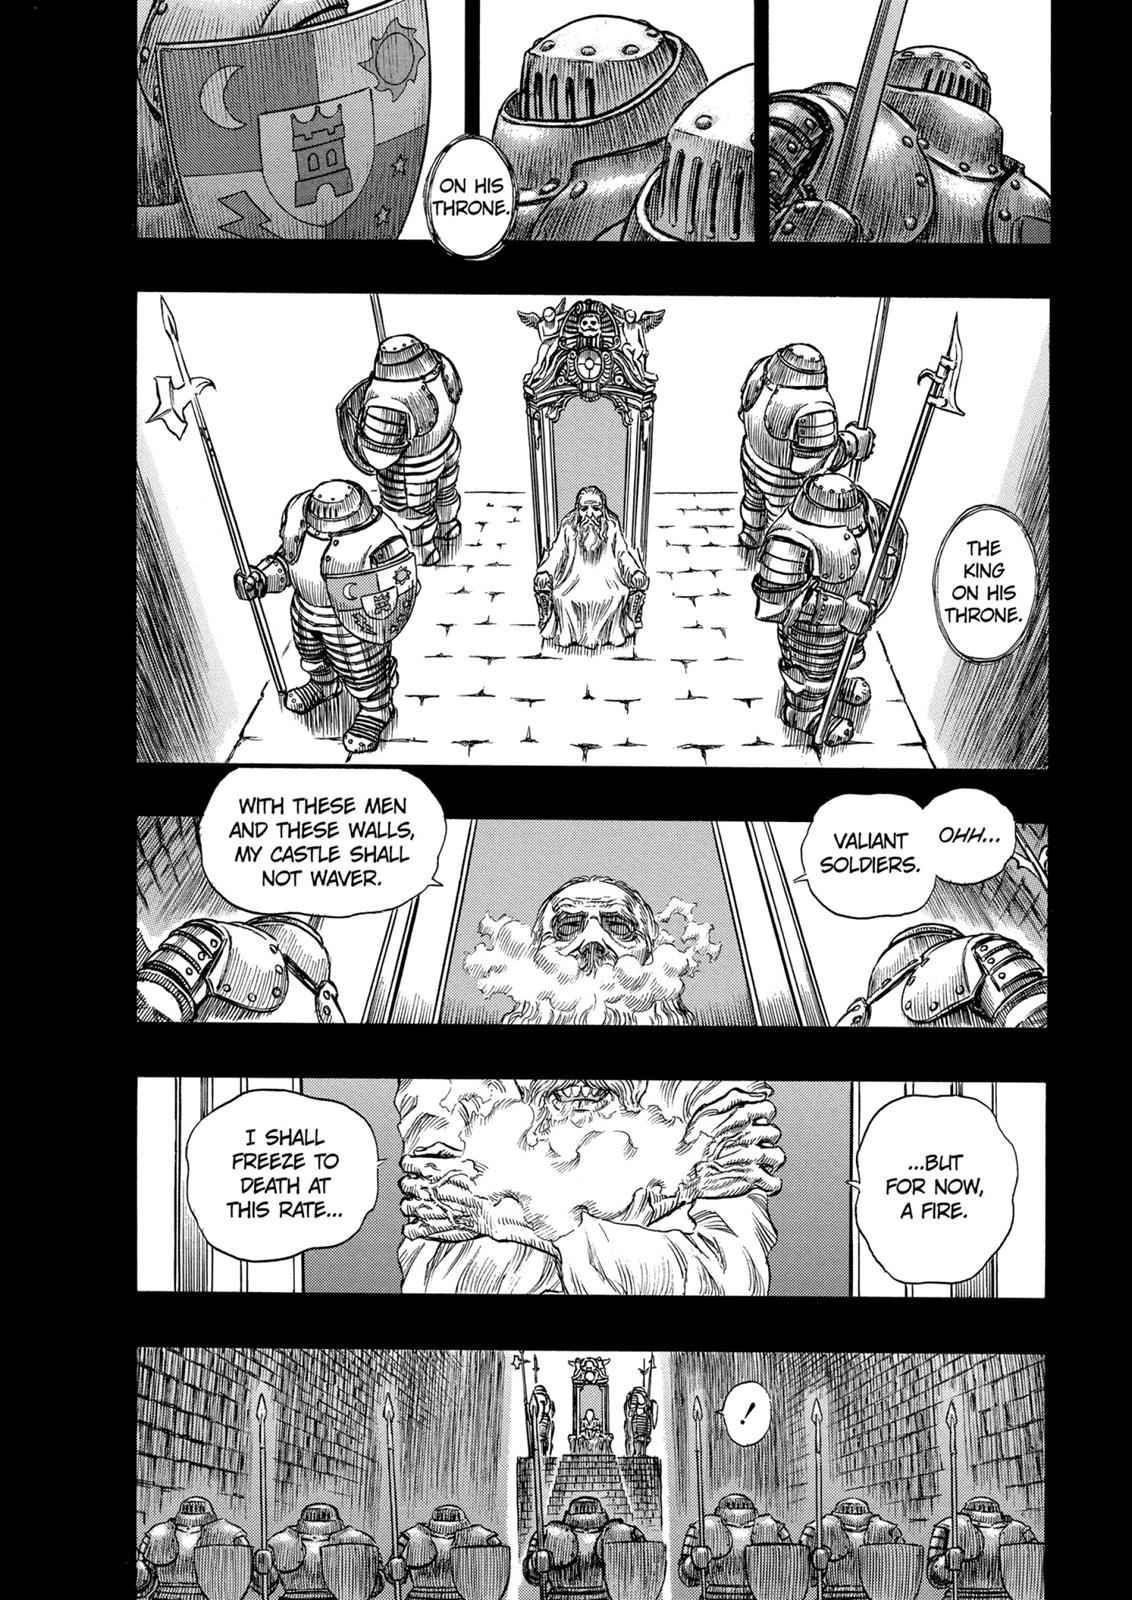 ON HIS
THRONE.
THE
KING
ON HIS
THRONE.
OHH...
VALIANT
SOLDIERS.
WITH THESE MEN
AND THESE WALLS,
MY CASTLE SHALL
NOT WAVER.
...BUT
FOR NOW,
A FIRE.
I SHALL
FREEZE TO
DEATH AT
THIS RATE...
!